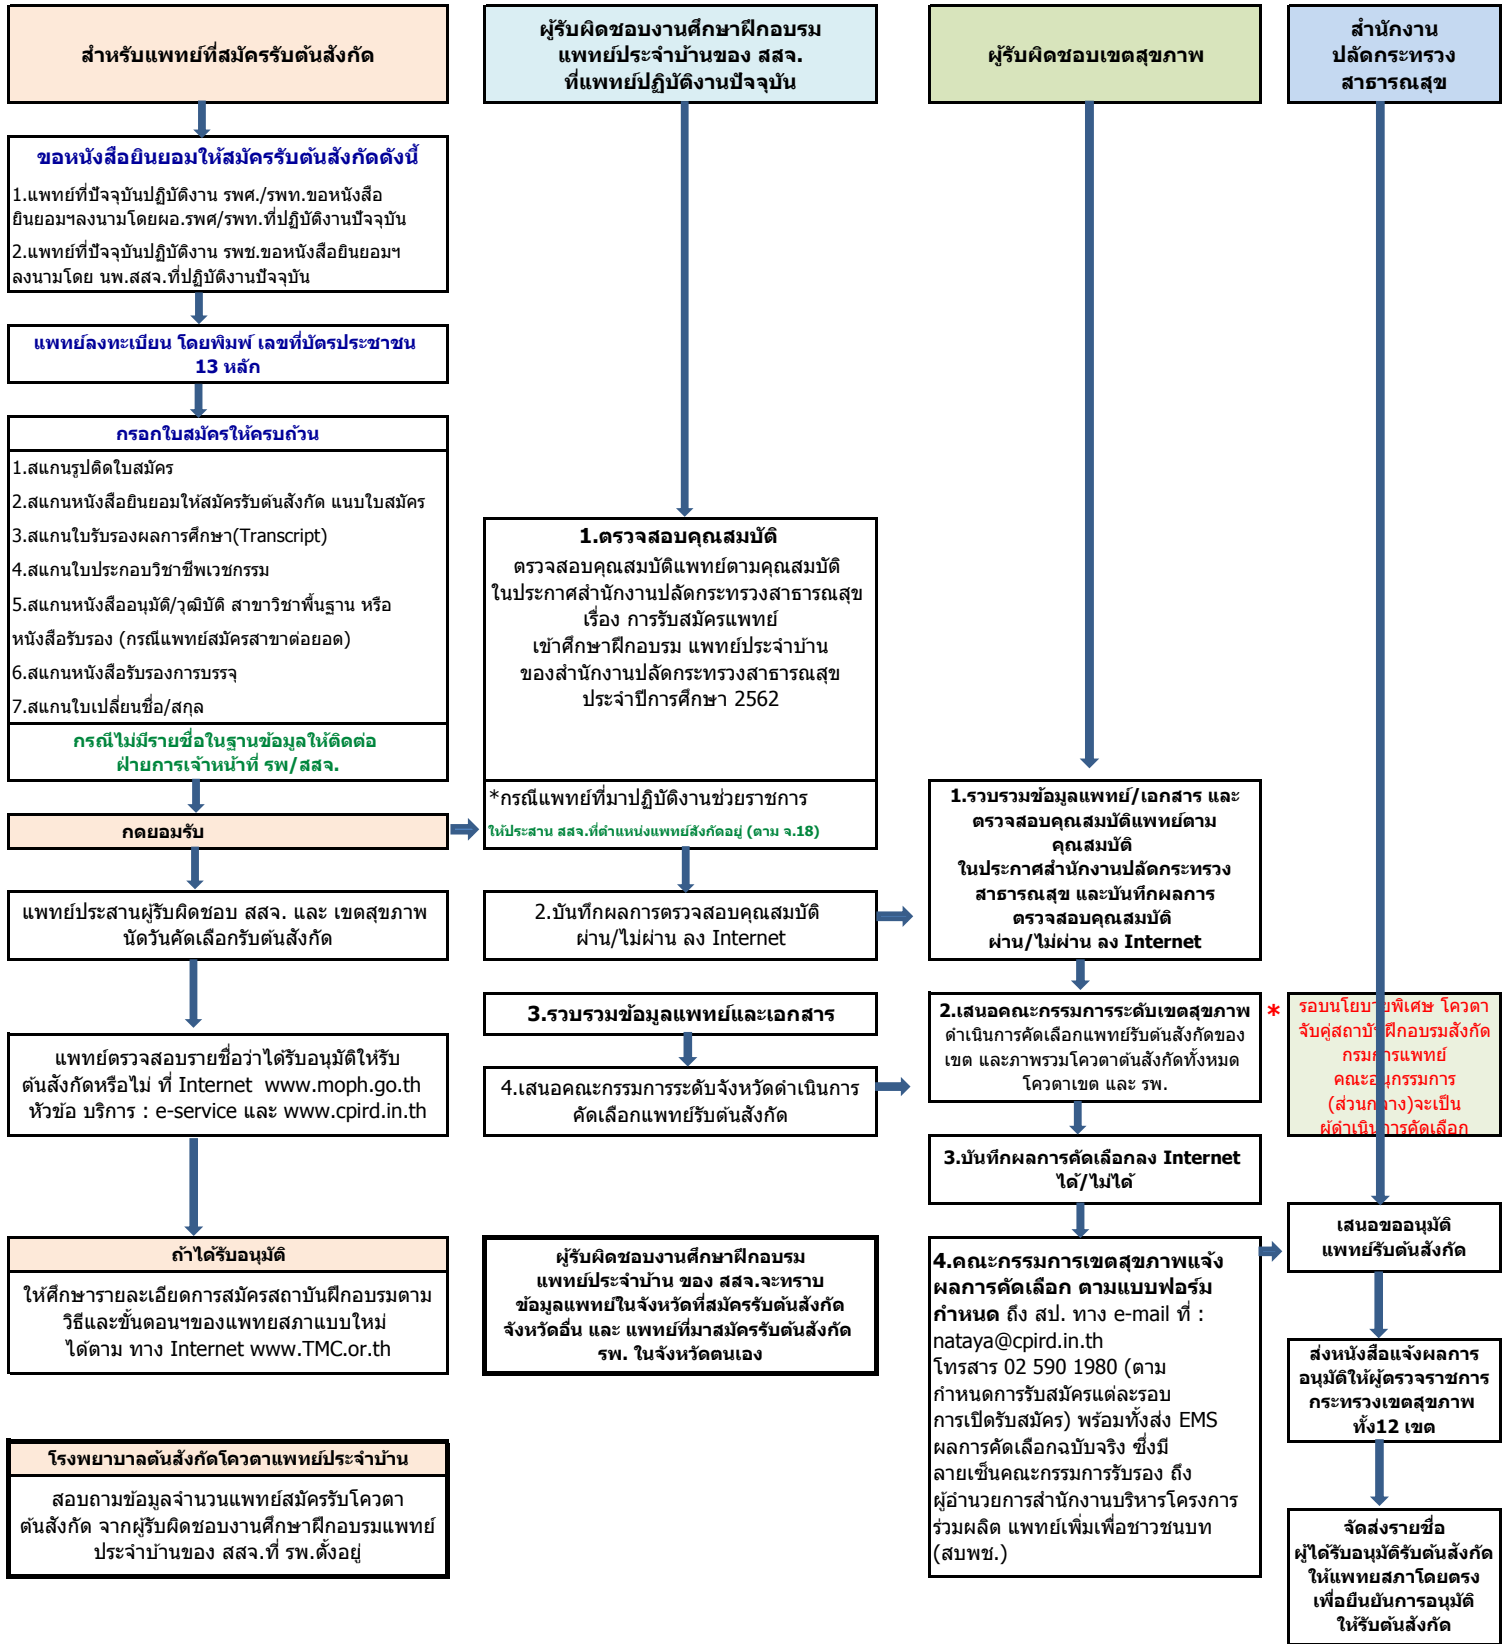 สำหรับแพทย์ที่สมัครรับต้นสังกัด
ขอหนังสือยินยอมให้สมัครรับต้นสังกัดดังนี้
1.แพทย์ที่ปัจจุบันปฏิบัติงาน รพศ./รพท.ขอหนังสือ
ยินยอมฯลงนามโดยผอ.รพศ/รพท.ที่ปฏิบัติงานปัจจุบัน
2.แพทย์ที่ปัจจุบันปฏิบัติงาน รพช.ขอหนังสือยินยอมฯ
ลงนามโดย นพ.สสจ.ที่ปฏิบัติงานปัจจุบัน
แพทย์ลงทะเบียน โดยพิมพ์ เลขที่บัตรประชาชน
13 หลัก
กรอกใบสมัครให้ครบถ้วน
1.สแกนรูปติดใบสมัคร
2.สแกนหนังสือยินยอมให้สมัครรับต้นสังกัด แนบใบสมัคร
3.สแกนใบรับรองผลการศึกษา(Transcript)
4.สแกนใบประกอบวิชาชีพเวชกรรม
5.สแกนหนังสืออนุมัติ/วุฒิบัติ สาขาวิชาพื้นฐาน หรือ
หนังสือรับรอง (กรณีแพทย์สมัครสาขาต่อยอด)
6.สแกนหนังสือรับรองการบรรจุ
7.สแกนใบเปลี่ยนชื่อ/สกุล
กรณีไม่มีรายชื่อในฐานข้อมูลให้ติดต่อ
ฝ่ายการเจ้าหน้าที่ รพ/สสจ.
กดยอมรับ
แพทย์ประสานผู้รับผิดชอบ สสจ. และ เขตสุขภาพ
นัดวันคัดเลือกรับต้นสังกัด
แพทย์ตรวจสอบรายชื่อว่าได้รับอนุมัติให้รับ
ต้นสังกัดหรือไม่ ที่ Internet www.moph.go.th
หัวข้อ บริการ : e-service และ www.cpird.in.th
ถ้าได้รับอนุมัติ
ให้ศึกษารายละเอียดการสมัครสถาบันฝึกอบรมตาม
วิธีและขั้นตอนฯของแพทยสภาแบบใหม่
ได้ตาม ทาง Internet www.TMC.or.th
โรงพยาบาลต้นสังกัดโควตาแพทย์ประจำบ้าน
สอบถามข้อมูลจำนวนแพทย์สมัครรับโควตา
ต้นสังกัด จากผู้รับผิดชอบงานศึกษาฝึกอบรมแพทย์
ประจำบ้านของ สสจ.ที่ รพ.ตั้งอยู่
ผู้รับผิดชอบงานศึกษาฝึกอบรม
แพทย์ประจำบ้านของ สสจ.
ที่แพทย์ปฏิบัติงานปัจจุบัน
1.ตรวจสอบคุณสมบัติ
ตรวจสอบคุณสมบัติแพทย์ตามคุณสมบัติ
ในประกาศสำนักงานปลัดกระทรวงสาธารณสุข
เรื่อง การรับสมัครแพทย์
เข้าศึกษาฝึกอบรม แพทย์ประจำบ้าน
ของสำนักงานปลัดกระทรวงสาธารณสุข
ประจำปีการศึกษา 2562
*กรณีแพทย์ที่มาปฏิบัติงานช่วยราชการ
ให้ประสาน สสจ.ที่ตำแหน่งแพทย์สังกัดอยู่ (ตาม จ.18)
2.บันทึกผลการตรวจสอบคุณสมบัติ
ผ่าน/ไม่ผ่าน ลง Internet
3.รวบรวมข้อมูลแพทย์และเอกสาร
4.เสนอคณะกรรมการระดับจังหวัดดำเนินการ
คัดเลือกแพทย์รับต้นสังกัด
ผู้รับผิดชอบงานศึกษาฝึกอบรม
แพทย์ประจำบ้าน ของ สสจ.จะทราบ
ข้อมูลแพทย์ในจังหวัดที่สมัครรับต้นสังกัด
จังหวัดอื่น และ แพทย์ที่มาสมัครรับต้นสังกัด
รพ. ในจังหวัดตนเอง
ผู้รับผิดชอบเขตสุขภาพ
1.รวบรวมข้อมูลแพทย์/เอกสาร และ
ตรวจสอบคุณสมบัติแพทย์ตาม
คุณสมบัติ
ในประกาศสำนักงานปลัดกระทรวง
สาธารณสุข และบันทึกผลการ
ตรวจสอบคุณสมบัติ
ผ่าน/ไม่ผ่าน ลง Internet
2.เสนอคณะกรรมการระดับเขตสุขภาพ
ดำเนินการคัดเลือกแพทย์รับต้นสังกัดของ
เขต และภาพรวมโควตาต้นสังกัดทั้งหมด
โควตาเขต และ รพ.
3.บันทึกผลการคัดเลือกลง Internet
ได้/ไม่ได้
4.คณะกรรมการเขตสุขภาพแจ้ง
ผลการคัดเลือก ตามแบบฟอร์ม
กำหนด ถึง สป. ทาง e-mail ที่ :
nataya@cpird.in.th
โทรสาร 02 590 1980 (ตาม
กำหนดการรับสมัครแต่ละรอบ
การเปิดรับสมัคร) พร้อมทั้งส่ง EMS
ผลการคัดเลือกฉบับจริง ซึ่งมี
ลายเซ็นคณะกรรมการรับรอง ถึง
ผู้อำนวยการสำนักงานบริหารโครงการ
ร่วมผลิต แพทย์เพิ่มเพื่อชาวชนบท
(สบพช.)
สำนักงาน
ปลัดกระทรวง
สาธารณสุข
*
รอบนโยบายพิเศษ โควตา
จับคู่สถาบันฝึกอบรมสังกัด
กรมการแพทย์
คณะอนุกรรมการ
(ส่วนกลาง)จะเป็น
ผู้ดำเนินการคัดเลือก
เสนอขออนุมัติ
แพทย์รับต้นสังกัด
ส่งหนังสือแจ้งผลการ
อนุมัติให้ผู้ตรวจราชการ
กระทรวงเขตสุขภาพ
ทั้ง12 เขต
จัดส่งรายชื่อ
ผู้ได้รับอนุมัติรับต้นสังกัด
ให้แพทยสภาโดยตรง
เพื่อยืนยันการอนุมัติ
ให้รับต้นสังกัด